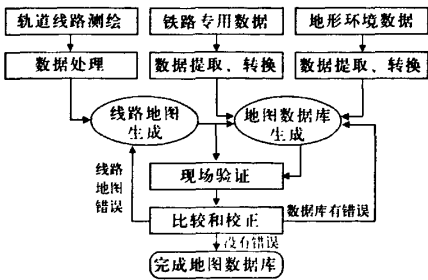 轨道线路测绘
铁路专用数据
地形环境数据
数据处理
数据提取、转换
数据提取、转换
线路地图
生成
地图数据库
生成
线路
地图
错误
现场验证
比较和校正
数据库有错误
没有错误
完成地图数据库